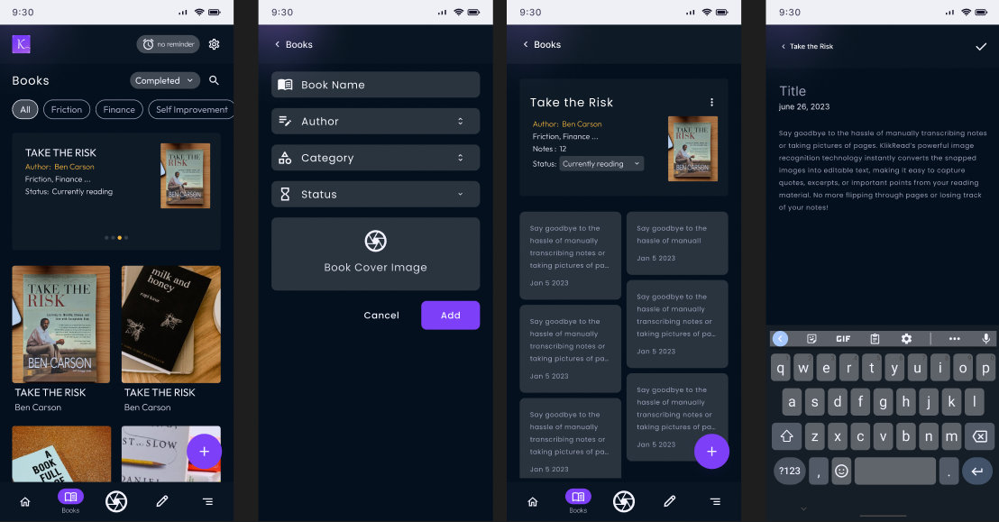 9:30
K
no reminder
Books
Completed
All
Friction
Finance
Self Improvement
TAKE THE RISK
Author: Ben Carson
Friction, Finance ...
Status: Currently reading
TAKE THE
RISK
BEN CARSON
TAKE THE
RISK
BEN CARSON
milk and
honey
rupi kaur
TAKE THE RISK
Ben Carson
TAKE THE RISK
Ben Carson
A
BOOK
FULL
OF
ST AND SLOW
DANIEL
+
Books
9:30
Books
Book Name
Author
Category
Status
Book Cover Image
Cancel
Add
9:30
Books
Take the Risk
Author: Ben Carson
Friction, Finance ...
Notes : 12
Status:
Currently reading
TAKE THE
RISK
BEN CARSON
Say goodbye to the
hassle of manually
transcribing notes or
taking pictures of pa...
Jan 5 2023
Say goodbye to the
hassle of manuall
Jan 5 2023
Say goodbye to the
hassle of manually
transcribing notes or
taking pictures of pa...
Jan 5 2023
Say goodbye to the
hassle of manually
transcribing notes or
taking pictures of pa...
Jan 5 2023
Say goodbye to the
hassle of manually
transcribing notes or
taking pictures of pa...
Jan 5 2023
Say goodbye to the
hassle of manually
transcribing notes or
taking pictures of pa...
Jan 5 2023
+
Books
9:30
Take the Risk
Title
june 26, 2023
Say goodbye to the hassle of manually transcribing notes
or taking pictures of pages. KlikRead's powerful image
recognition technology instantly converts the snapped
images into editable text, making it easy to capture
quotes, excerpts, or important points from your reading
material. No more flipping through pages or losing track
of your notes!
GIF
q w e r t y u i o p
a s d f g h j k l
z x c v b n m
?123 , .